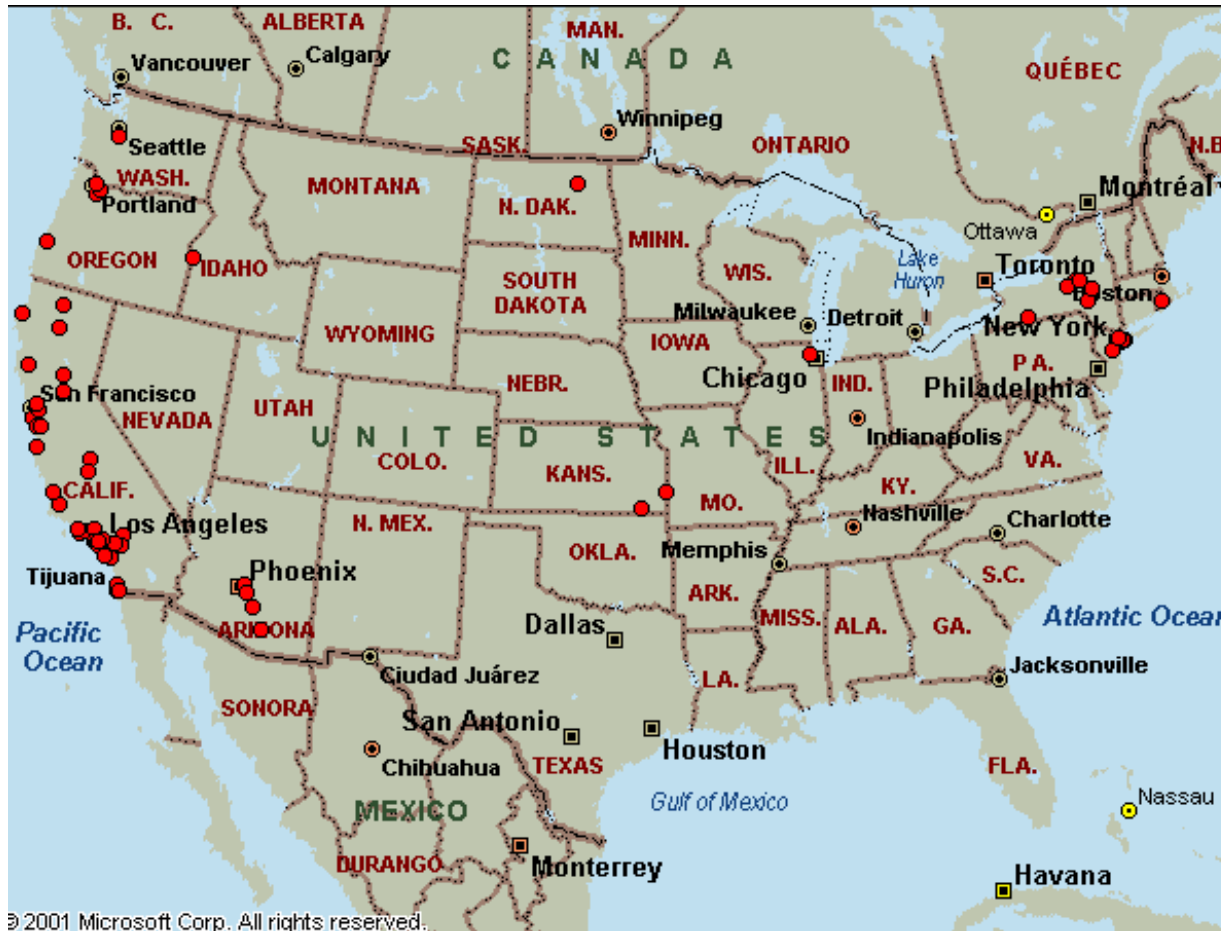 B. C.
ALBERTA
MAN.
Vancouver
Calgary
C A N A D A
QUÉBEC
Winnipeg
Seattle
SASK.
ONTARIO
N.B
WASH.
MONTANA
N. DAK.
Montréal
Portland
Ottawa
OREGON
IDAHO
MINN.
SOUTH
DAKOTA
WIS.
Lake
Huron
Toronto
Boston
WYOMING
Milwaukee
Detroit
New York
IOWA
PA.
Chicago
IND.
Philadelphia
San Francisco
NEVADA
UTAH
NEBR.
U N I T E D S T A T E S
Indianapolis
COLO.
KANS.
ILL.
VA.
CALIF.
MO.
KY.
Los Angeles
N. MEX.
Nashville
Charlotte
OKLA.
Memphis
Tijuana
Phoenix
ARK.
S.C.
ARIZONA
Dallas
MISS.
ALA.
GA.
Atlantic Ocean
Pacific
Ocean
Ciudad Juárez
LA.
Jacksonville
SONORA
San Antonio
Houston
Chihuahua
TEXAS
FLA.
MEXICO
Gulf of Mexico
Nassau
DURANGO
Monterrey
Havana
© 2001 Microsoft Corp. All rights reserved.